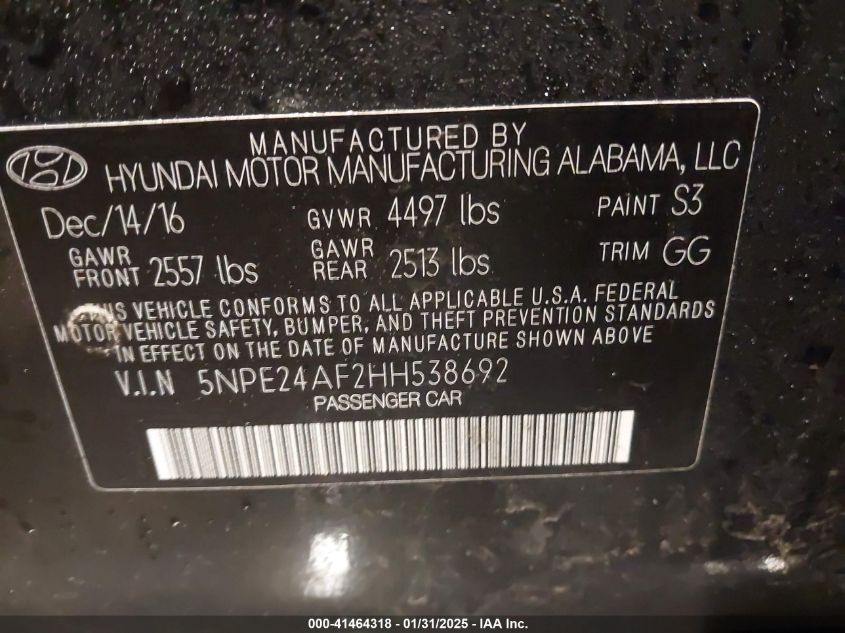 MANUFACTURED BY
HYUNDAI MOTOR MANUFACTURING ALABAMA, LLC
Dec/14/16 GVWR 4497 lbs PAINT S3
GAWR FRONT 2557 lbs GAWR REAR 2513 lbs TRIM GG
VEHICLE CONFORMS TO ALL APPLICABLE U.S.A. FEDERAL
MOTOR VEHICLE SAFETY, BUMPER, AND THEFT PREVENTION STANDARDS
IN EFFECT ON THE DATE OF MANUFACTURE SHOWN ABOVE
V.I.N 5NPE24AF2HH538692
PASSENGER CAR
000-41464318 - 01/31/2025 - IAA Inc.